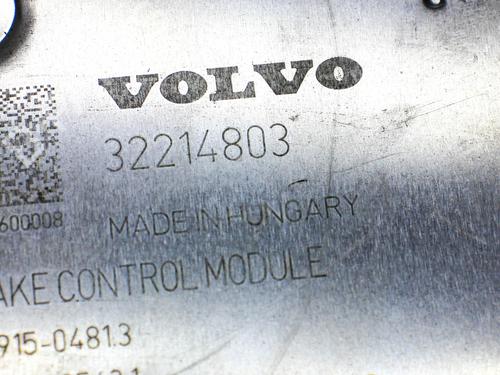 VOLVO
32214803
600008
MADE IN HUNGARY
AKE CONTROL MODULE
915-0481.3